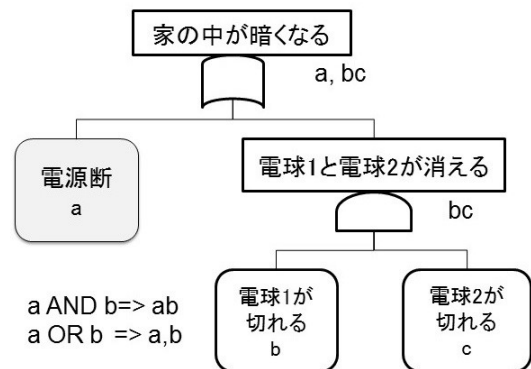 家の中が暗くなる
a, bc
電源断
a
電球1と電球2が消える
bc
電球1が
切れる
b
電球2が
切れる
c
a AND b=> ab
a OR b => a,b